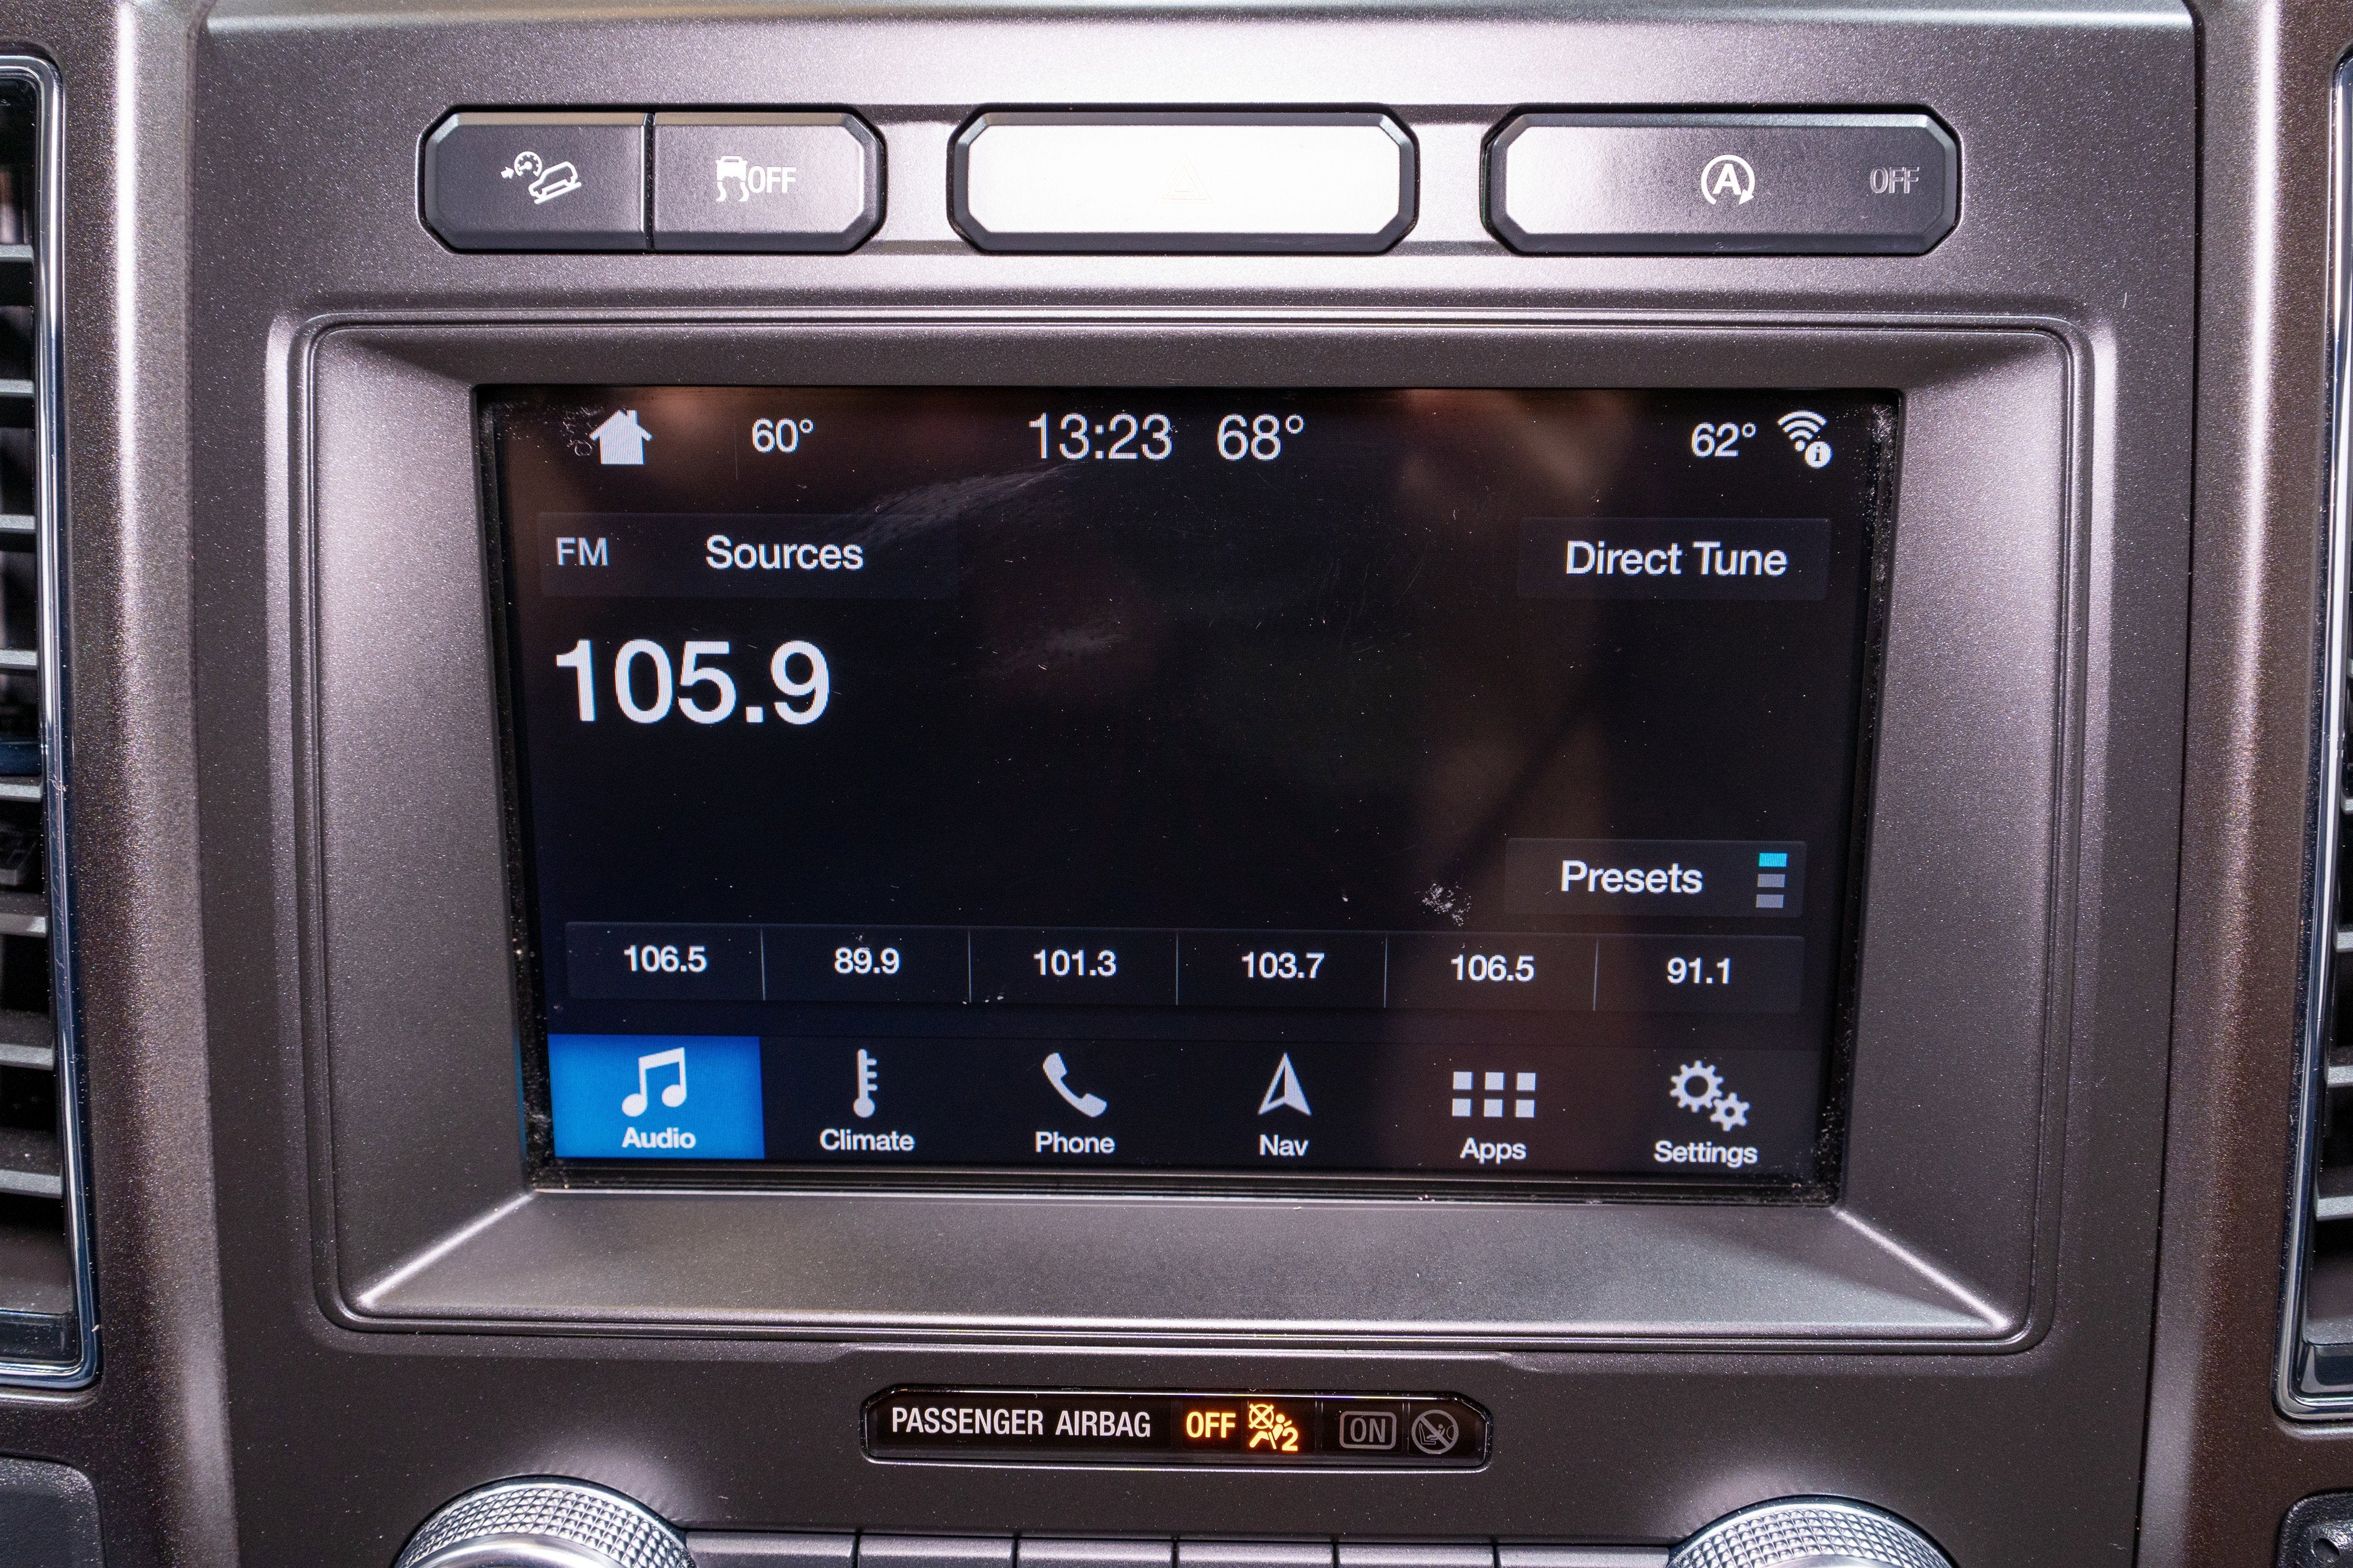 OFF
A OFF
60° 13:23 68° 62°
FM Sources Direct Tune
105.9
Presets
106.5 89.9 101.3 103.7 106.5 91.1
Audio Climate Phone Nav Apps Settings
PASSENGER AIRBAG OFF 2 ON